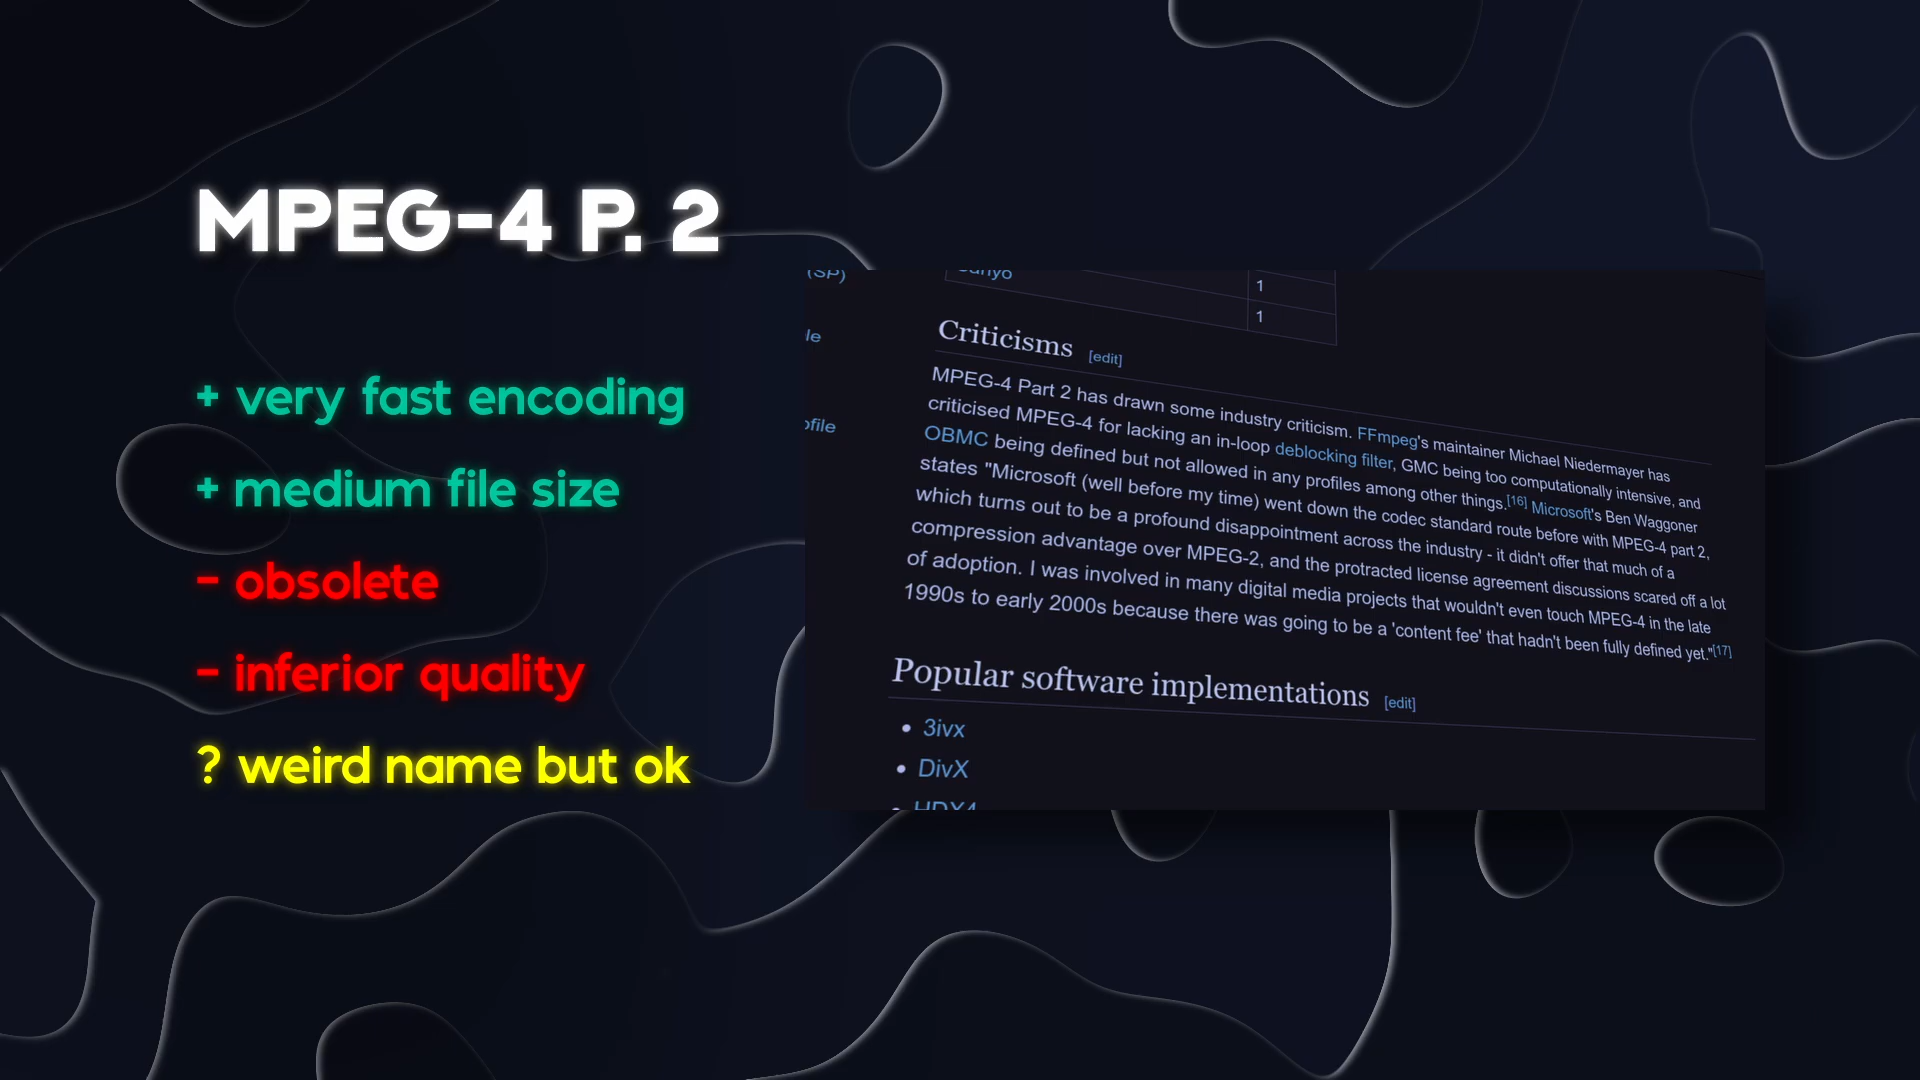 MPEG-4 P. 2
+ very fast encoding
+ medium file size
- obsolete
- inferior quality
? weird name but ok
(SP)
1
1
ofile
Criticisms [edit]
MPEG-4 Part 2 has drawn some industry criticism. FFmpeg's maintainer Michael Niedermayer has
criticised MPEG-4 for lacking an in-loop deblocking filter, GMC being too computationally intensive, and
OBMC being defined but not allowed in any profiles among other things.[16] Microsoft's Ben Waggoner
states "Microsoft (well before my time) went down the codec standard route before with MPEG-4 part 2,
which turns out to be a profound disappointment across the industry - it didn't offer that much of a
compression advantage over MPEG-2, and the protracted license agreement discussions scared off a lot
of adoption. I was involved in many digital media projects that wouldn't even touch MPEG-4 in the late
1990s to early 2000s because there was going to be a 'content fee' that hadn't been fully defined yet."[17]
Popular software implementations [edit]
• 3ivx
• DivX
• HDX4